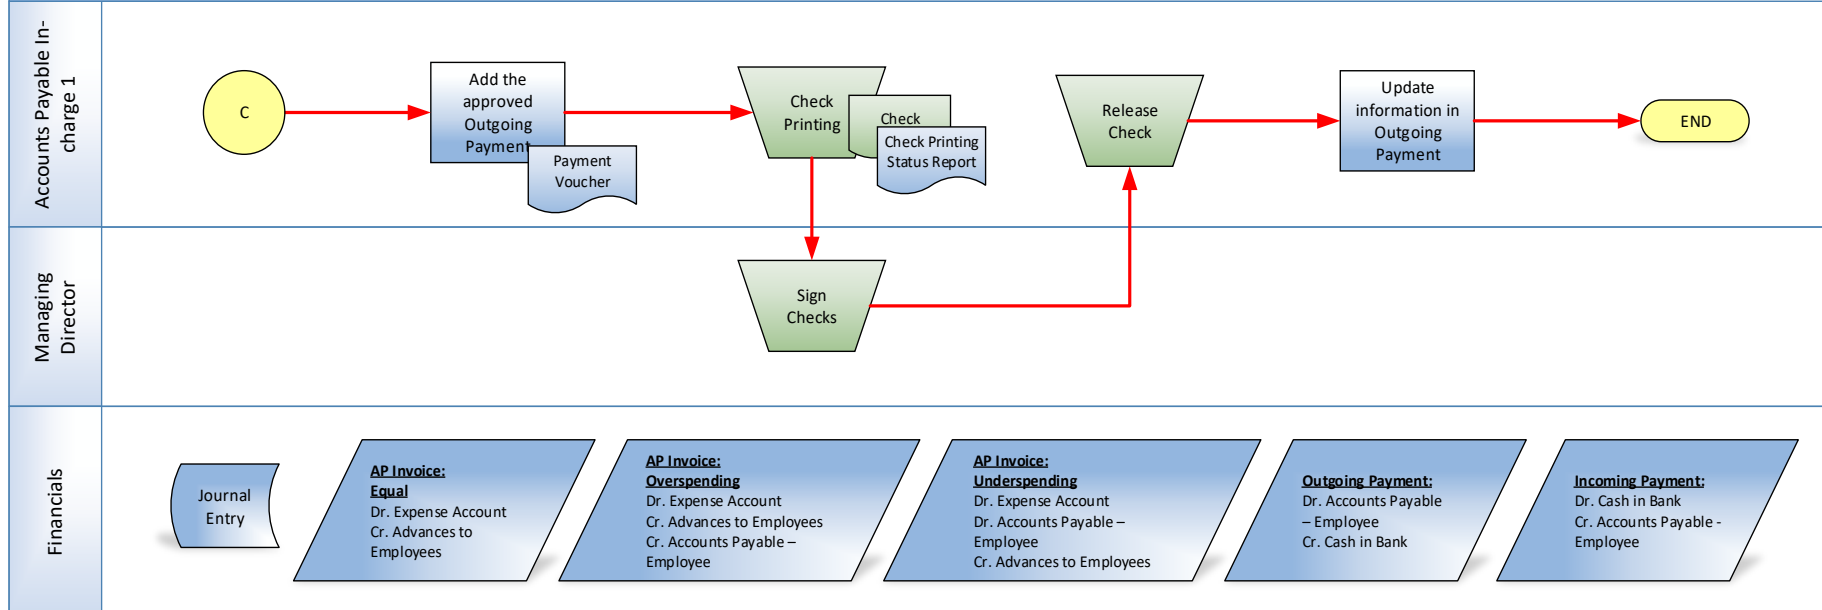 Accounts Payable In-
charge 1
C
Add the
approved
Outgoing
Payment
Payment
Voucher
Check
Printing
Check
Check Printing
Status Report
Release
Check
Update
information in
Outgoing
Payment
END
Managing
Director
Sign
Checks
Financials
Journal
Entry
AP Invoice:
Equal
Dr. Expense Account
Cr. Advances to
Employees
AP Invoice:
Overspending
Dr. Expense Account
Cr. Advances to Employees
Cr. Accounts Payable –
Employee
AP Invoice:
Underspending
Dr. Expense Account
Dr. Accounts Payable –
Employee
Cr. Advances to Employees
Outgoing Payment:
Dr. Accounts Payable
– Employee
Cr. Cash in Bank
Incoming Payment:
Dr. Cash in Bank
Cr. Accounts Payable -
Employee